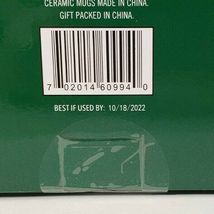 CERAMIC MUGS MADE IN CHINA.
GIFT PACKED IN CHINA.
7 02014 60994 0
BEST IF USED BY: 10/18/2022